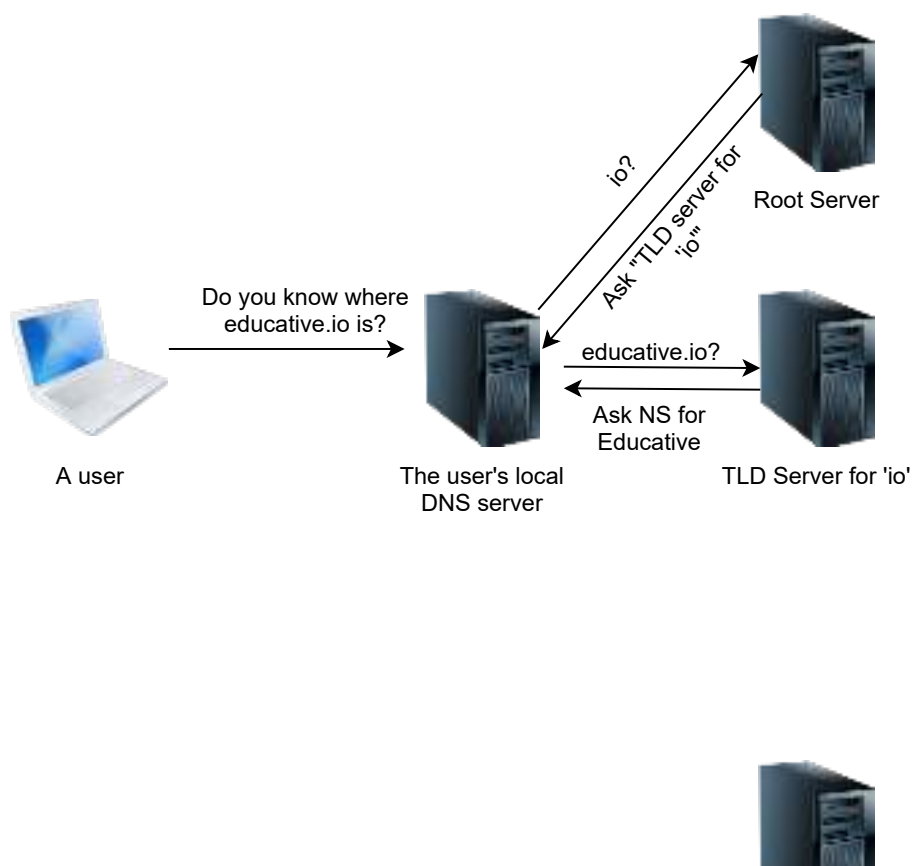 io?
Ask "TLD server for
'io'"
Root Server
Do you know where
educative.io is?
educative.io?
Ask NS for
Educative
A user
The user's local
DNS server
TLD Server for 'io'